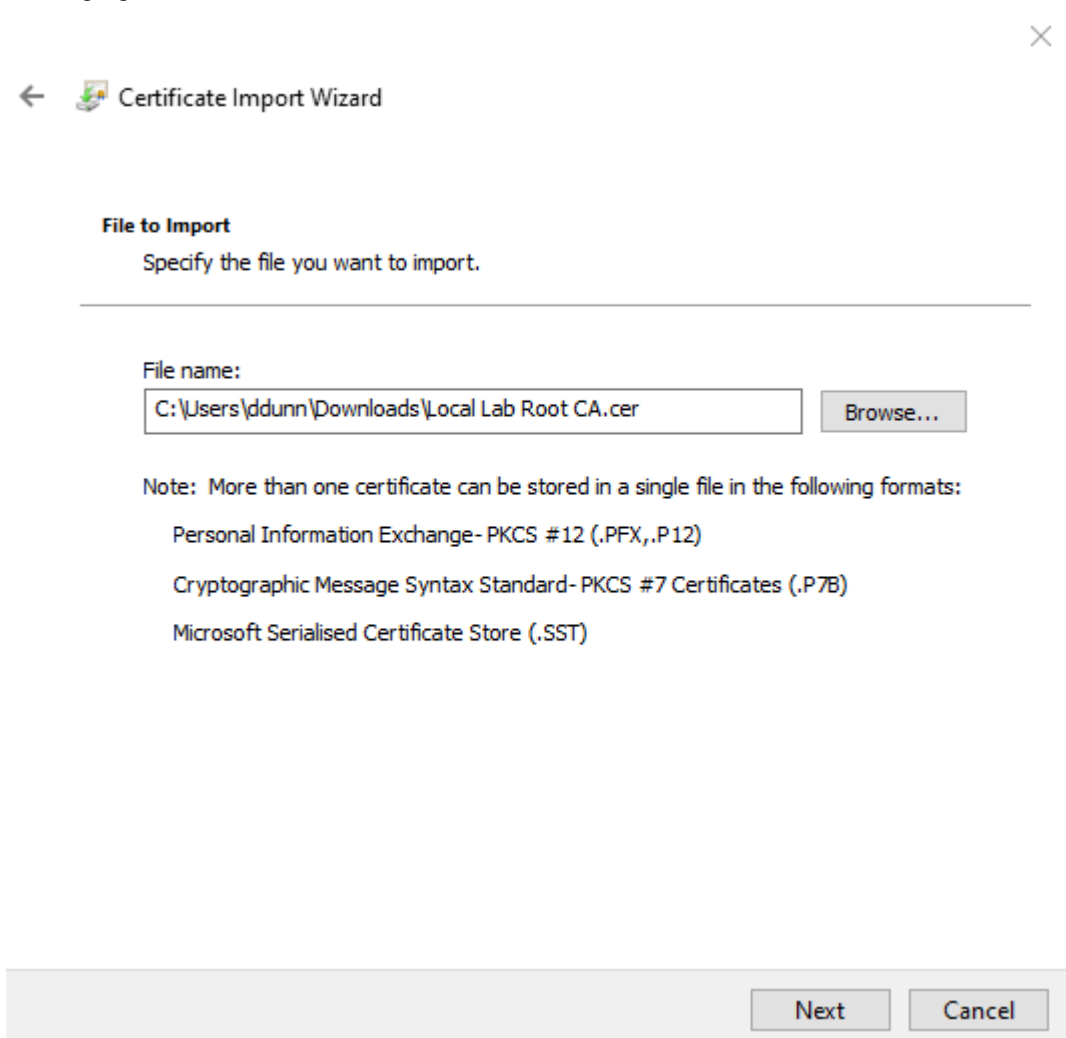 Certificate Import Wizard
File to Import
Specify the file you want to import.
File name:
C:\Users\ddunn\Downloads\Local Lab Root CA.cer
Browse...
Note: More than one certificate can be stored in a single file in the following formats:
Personal Information Exchange- PKCS #12 (.PFX,.P12)
Cryptographic Message Syntax Standard- PKCS #7 Certificates (.P7B)
Microsoft Serialised Certificate Store (.SST)
Next
Cancel